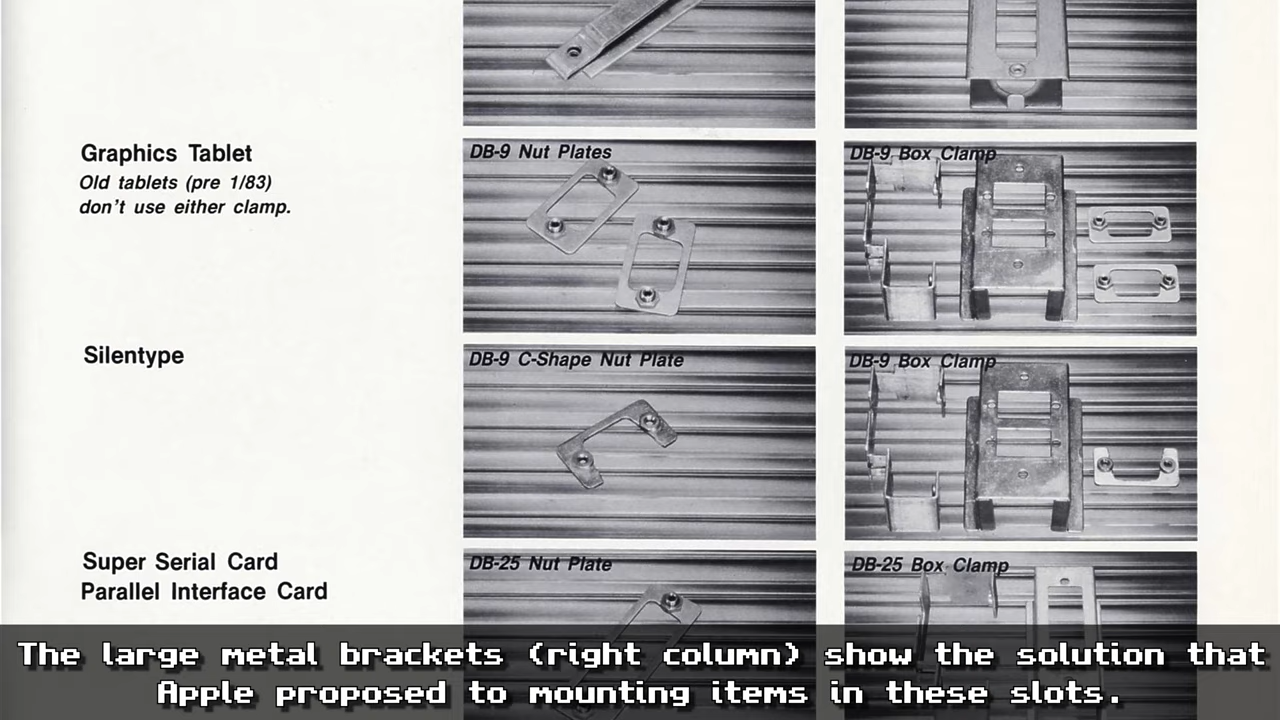 Graphics Tablet
Old tablets (pre 1/83)
don't use either clamp.
DB-9 Nut Plates
DB-9 Box Clamp
Silentype
DB-9 C-Shape Nut Plate
DB-9 Box Clamp
Super Serial Card
Parallel Interface Card
DB-25 Nut Plate
DB-25 Box Clamp
The large metal brackets (right column) show the solution that
Apple proposed to mounting items in these slots.